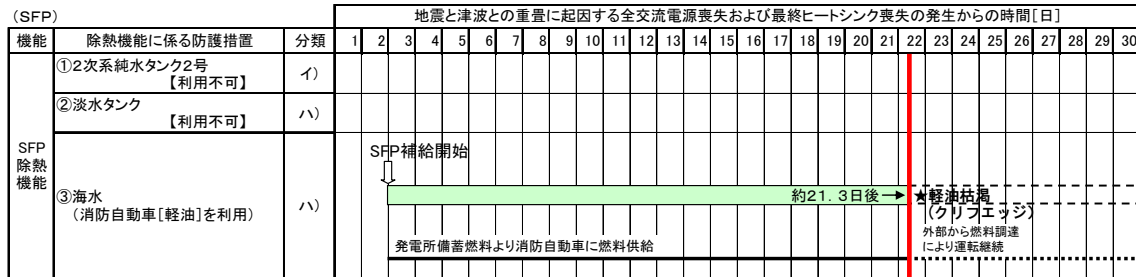 (SFP)
地震と津波との重畳に起因する全交流電源喪失および最終ヒートシンク喪失の発生からの時間[日]
機能 除熱機能に係る防護措置 分類 1 2 3 4 5 6 7 8 9 10 11 12 13 14 15 16 17 18 19 20 21 22 23 24 25 26 27 28 29 30
SFP
除熱
機能
①2次系純水タンク2号
【利用不可】
イ)
②淡水タンク
【利用不可】
ハ)
③海水
(消防自動車[軽油]を利用)
ハ)
SFP補給開始
約21.3日後→
★軽油枯渇
(クリフエッジ)
外部から燃料調達
により運転継続
発電所備蓄燃料より消防自動車に燃料供給